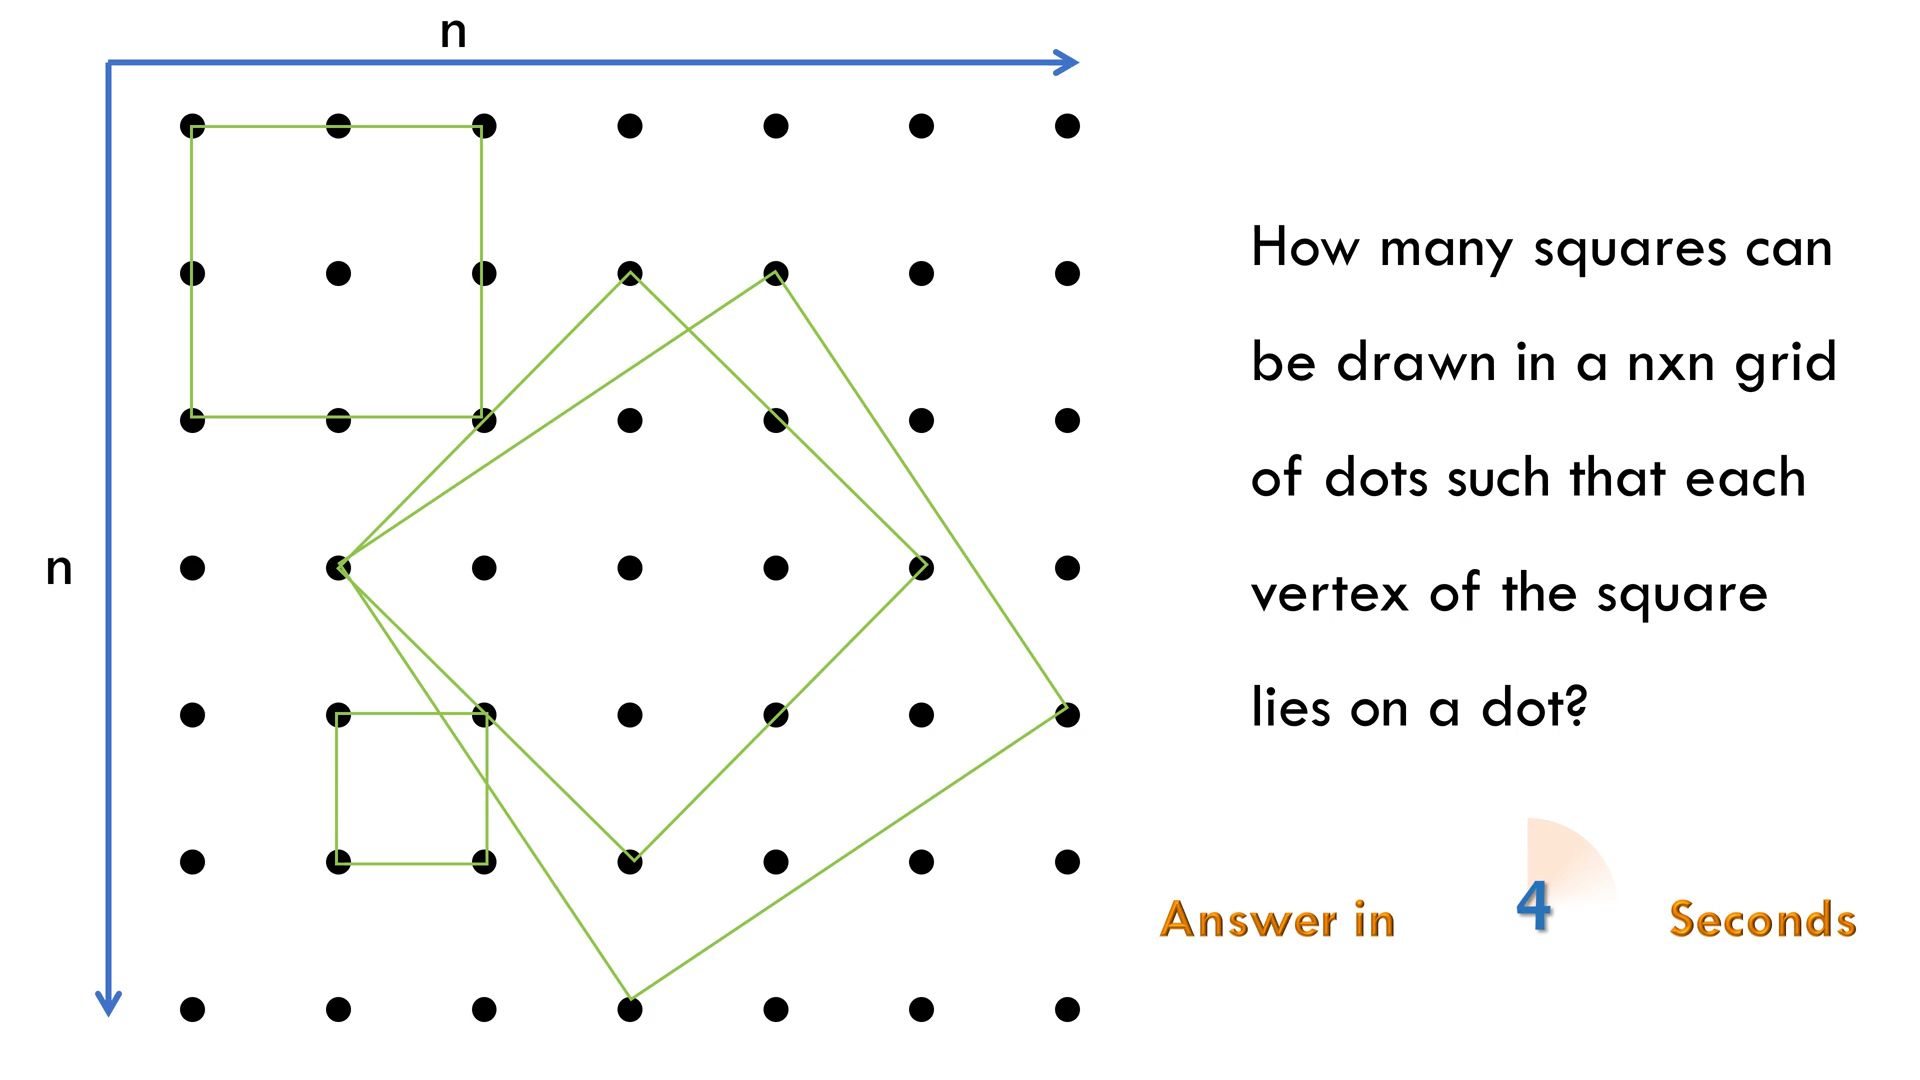 n
n
How many squares can
be drawn in a nxn grid
of dots such that each
vertex of the square
lies on a dot?
Answer in 4 Seconds